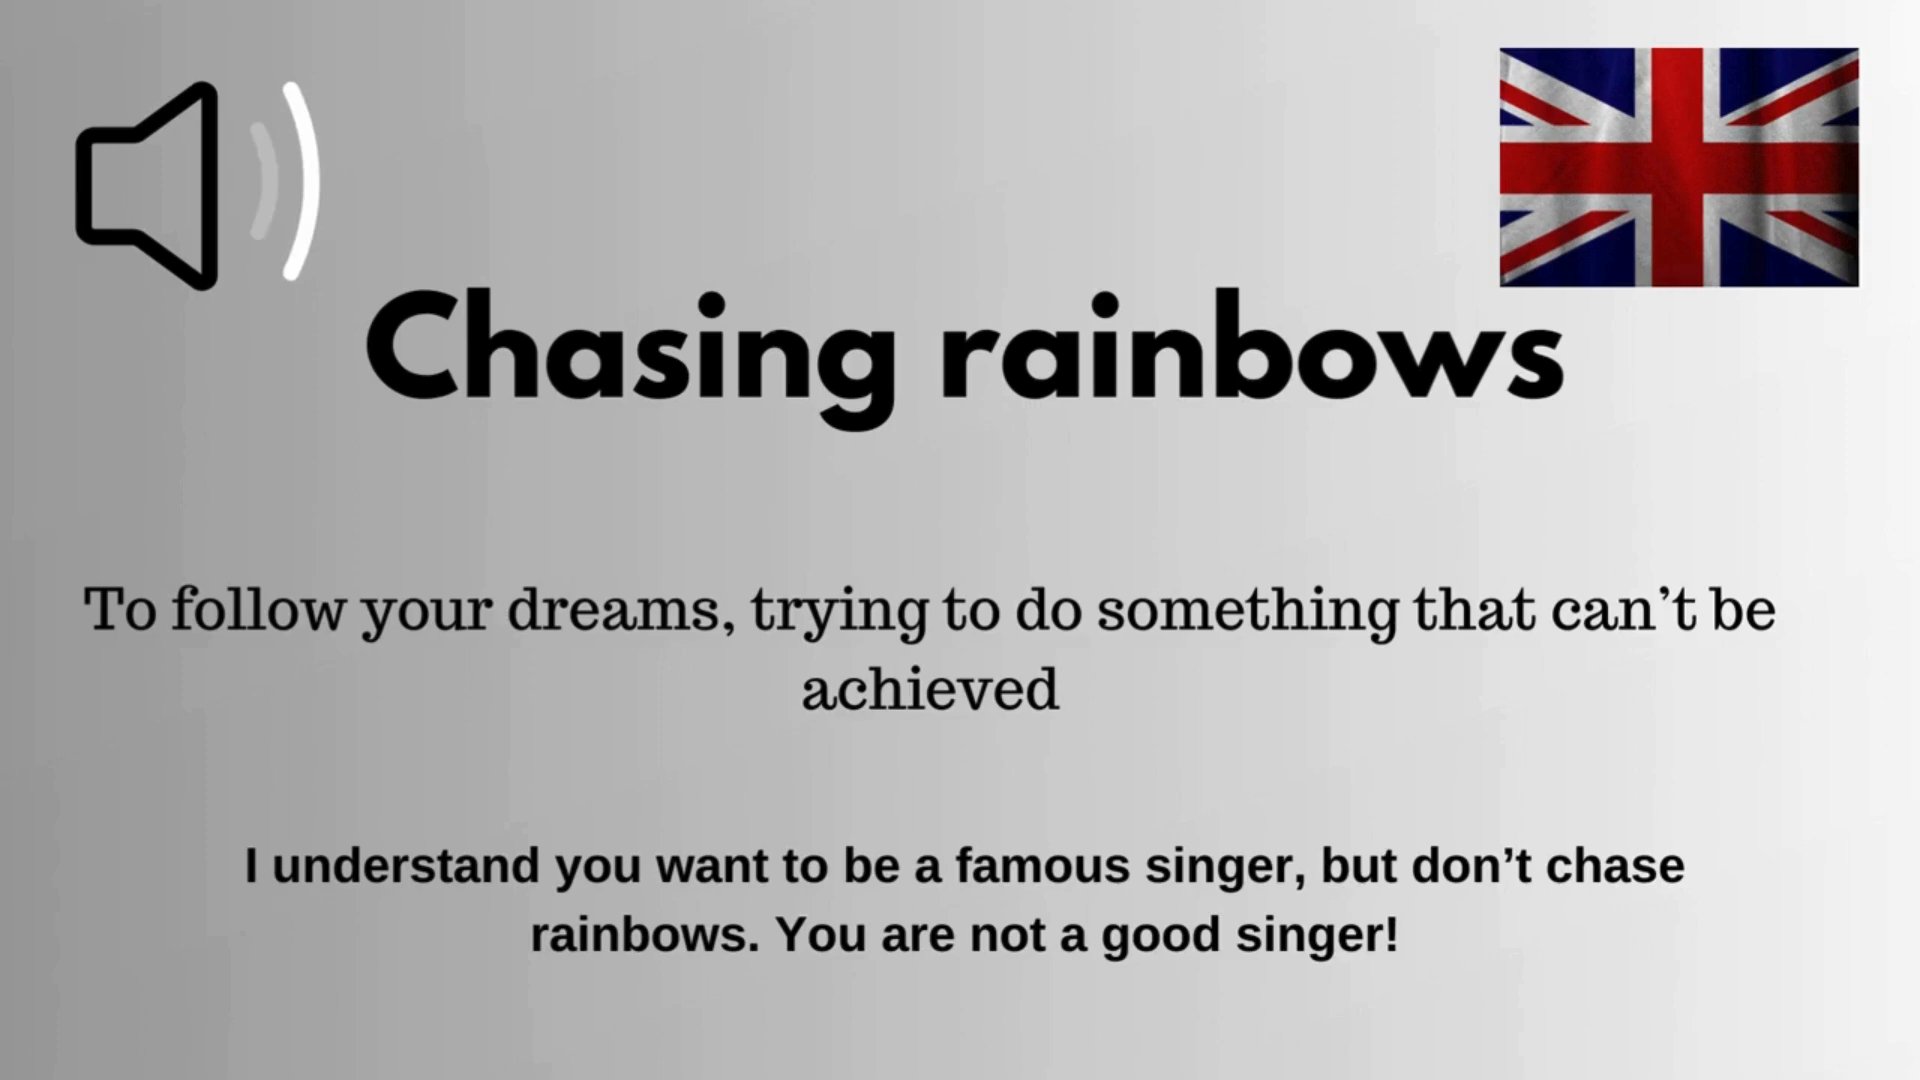 Chasing rainbows
To follow your dreams, trying to do something that can’t be
achieved
I understand you want to be a famous singer, but don’t chase
rainbows. You are not a good singer!